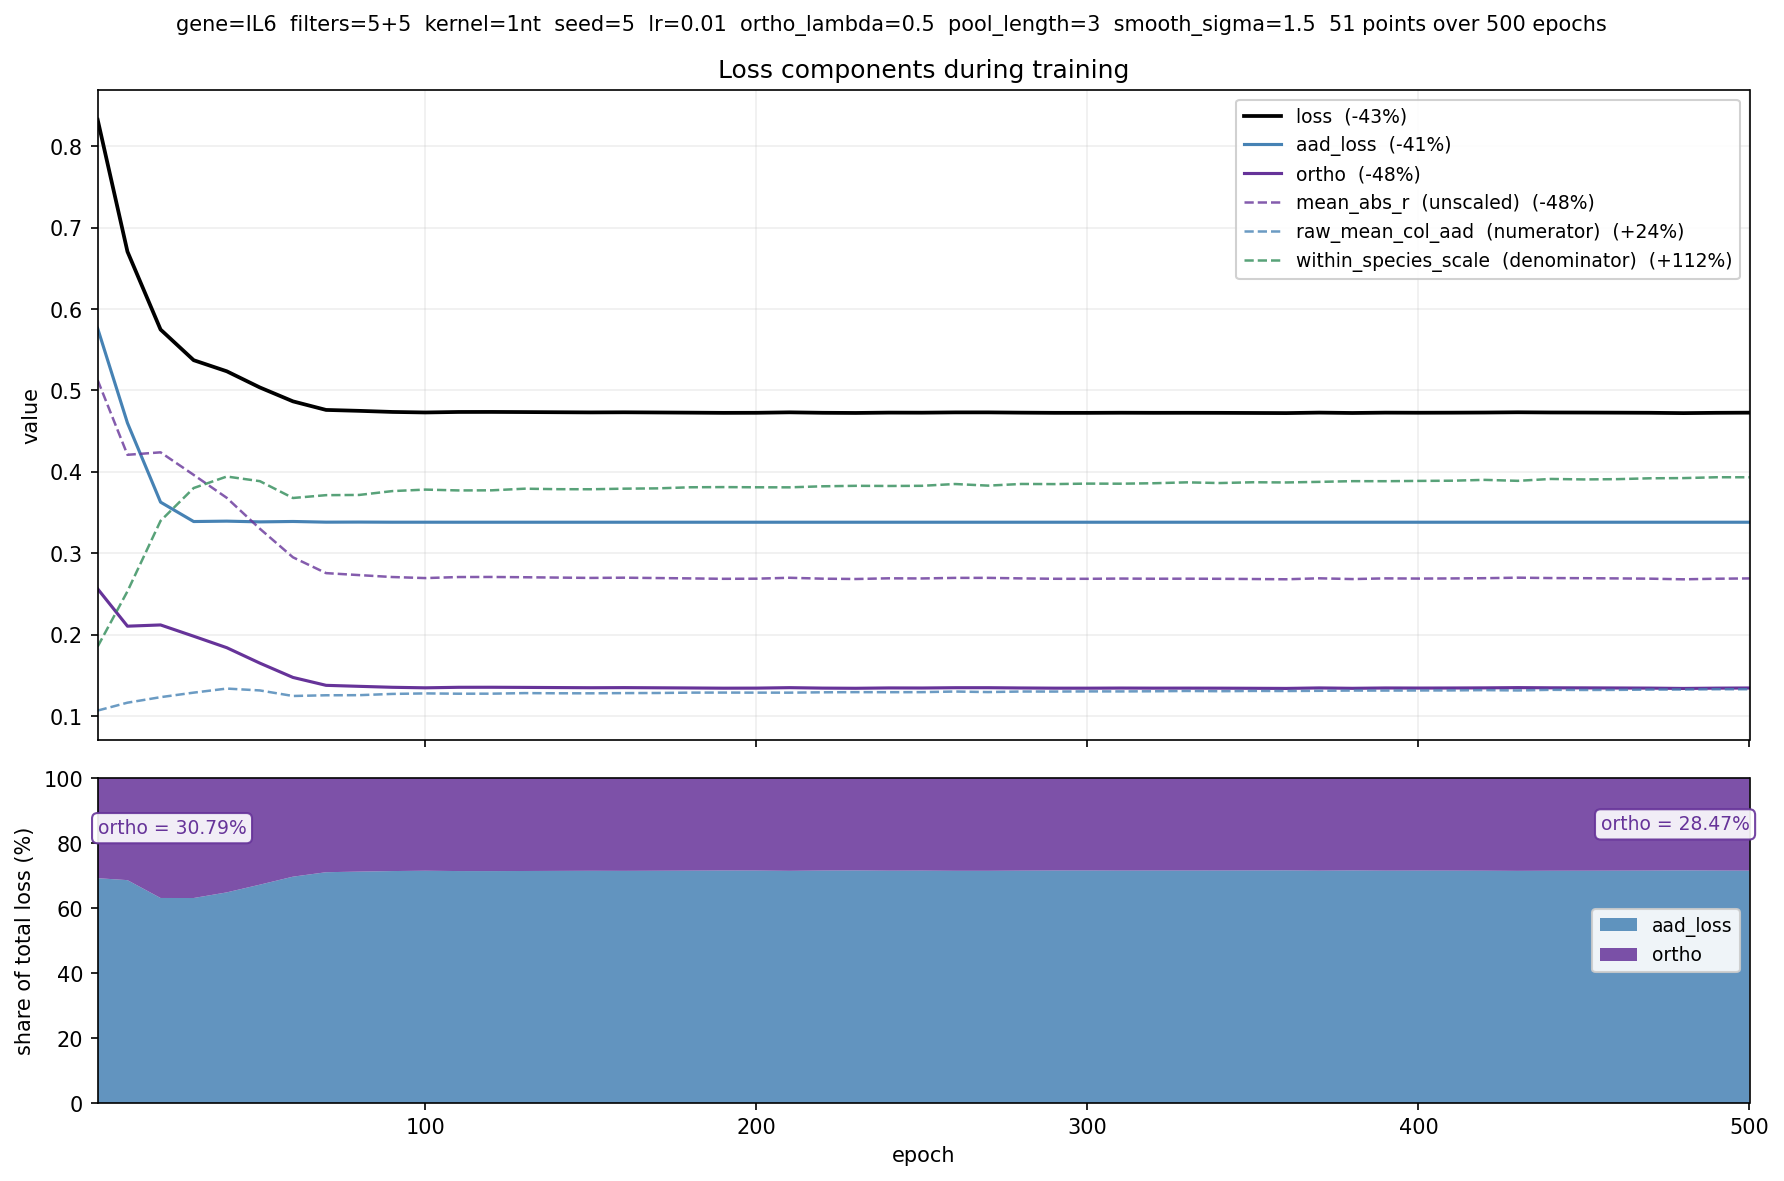 gene=IL6  filters=5+5  kernel=1nt  seed=5  lr=0.01  ortho_lambda=0.5  pool_length=3  smooth_sigma=1.5  51 points over 500 epochs
Loss components during training
loss  (-43%)
aad_loss  (-41%)
ortho  (-48%)
mean_abs_r  (unscaled)  (-48%)
raw_mean_col_aad  (numerator)  (+24%)
within_species_scale  (denominator)  (+112%)
value
0.8
0.7
0.6
0.5
0.4
0.3
0.2
0.1
share of total loss (%)
100
80
60
40
20
0
ortho = 30.79%
ortho = 28.47%
aad_loss
ortho
100
200
300
400
500
epoch